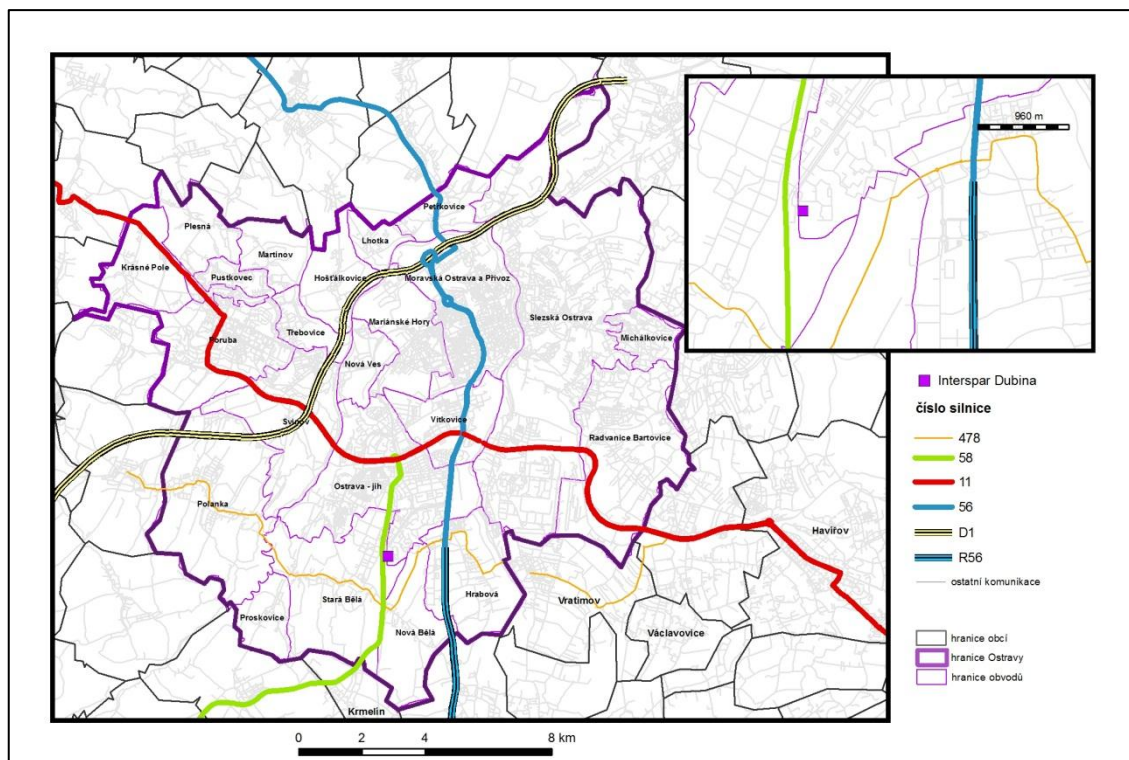 960 m
Petřkovice
Plesná
Lhotka
Martinov
Krásné Pole
Pustkovec
Hošťálkovice
Moravská Ostrava a Přívoz
Slezská Ostrava
Mariánské Hory
Třebovice
Michálkovice
Poruba
Nová Ves
Svinov
Vítkovice
Radvanice Bartovice
Ostrava - jih
Polanka
Havířov
Stará Bělá
Hrabová
Vratimov
Proskovice
Nová Bělá
Václavovice
Krmelín
Interspar Dubina
číslo silnice
478
58
11
56
D1
R56
ostatní komunikace
hranice obcí
hranice Ostravy
hranice obvodů
0 2 4 8 km